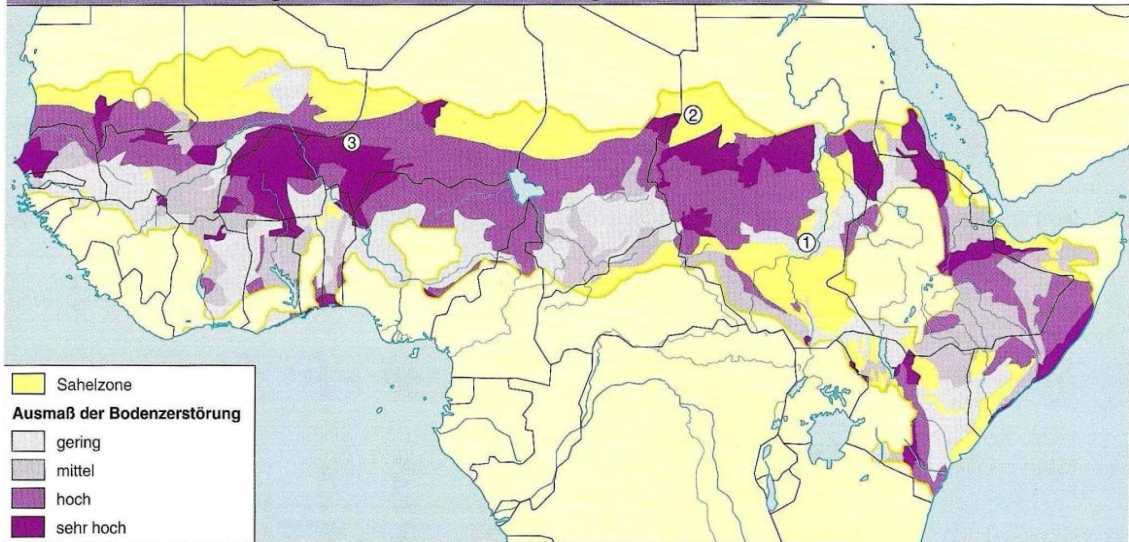 ②
③
①
Sahelzone
Ausmaß der Bodenzerstörung
gering
mittel
hoch
sehr hoch